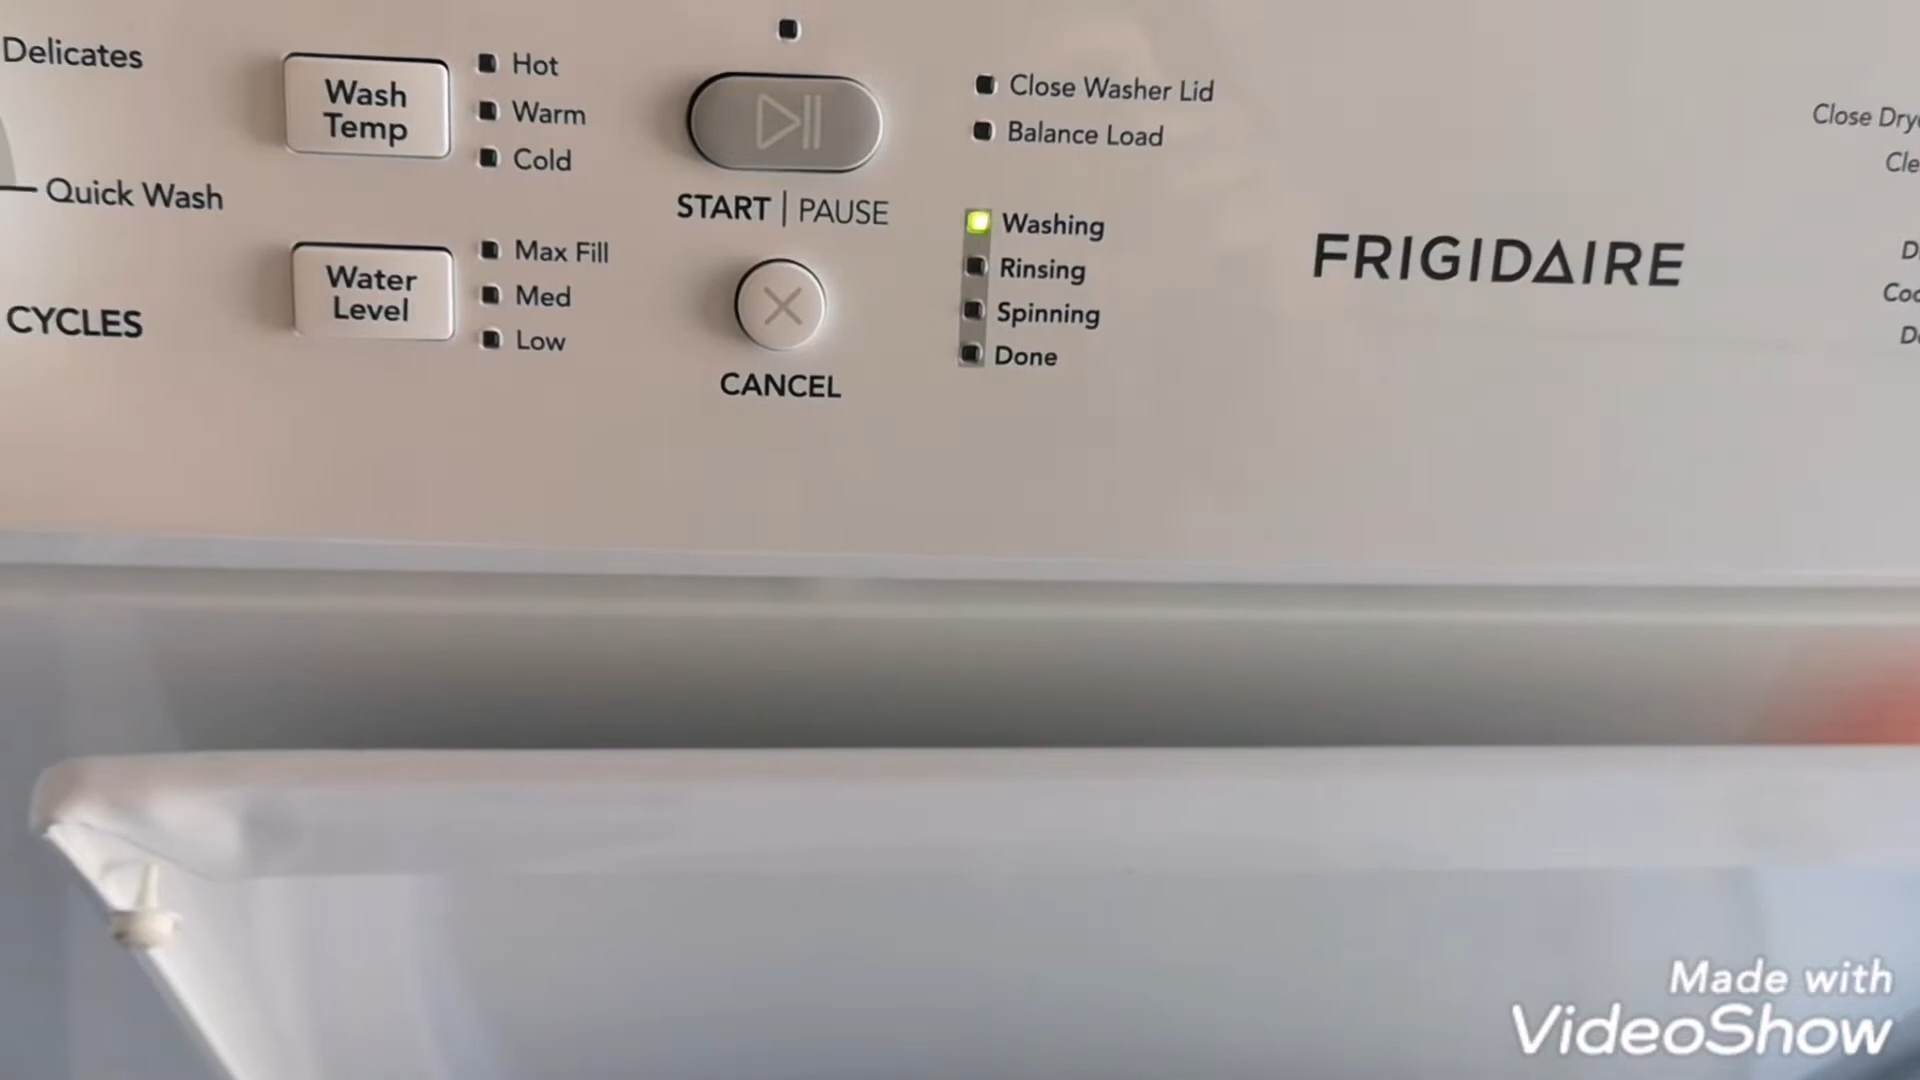 Delicates
Quick Wash
CYCLES
Wash
Temp
Hot
Warm
Cold
Water
Level
Max Fill
Med
Low
START | PAUSE
CANCEL
Close Washer Lid
Balance Load
Washing
Rinsing
Spinning
Done
FRIGIDAIRE
Close
Made with
VideoShow